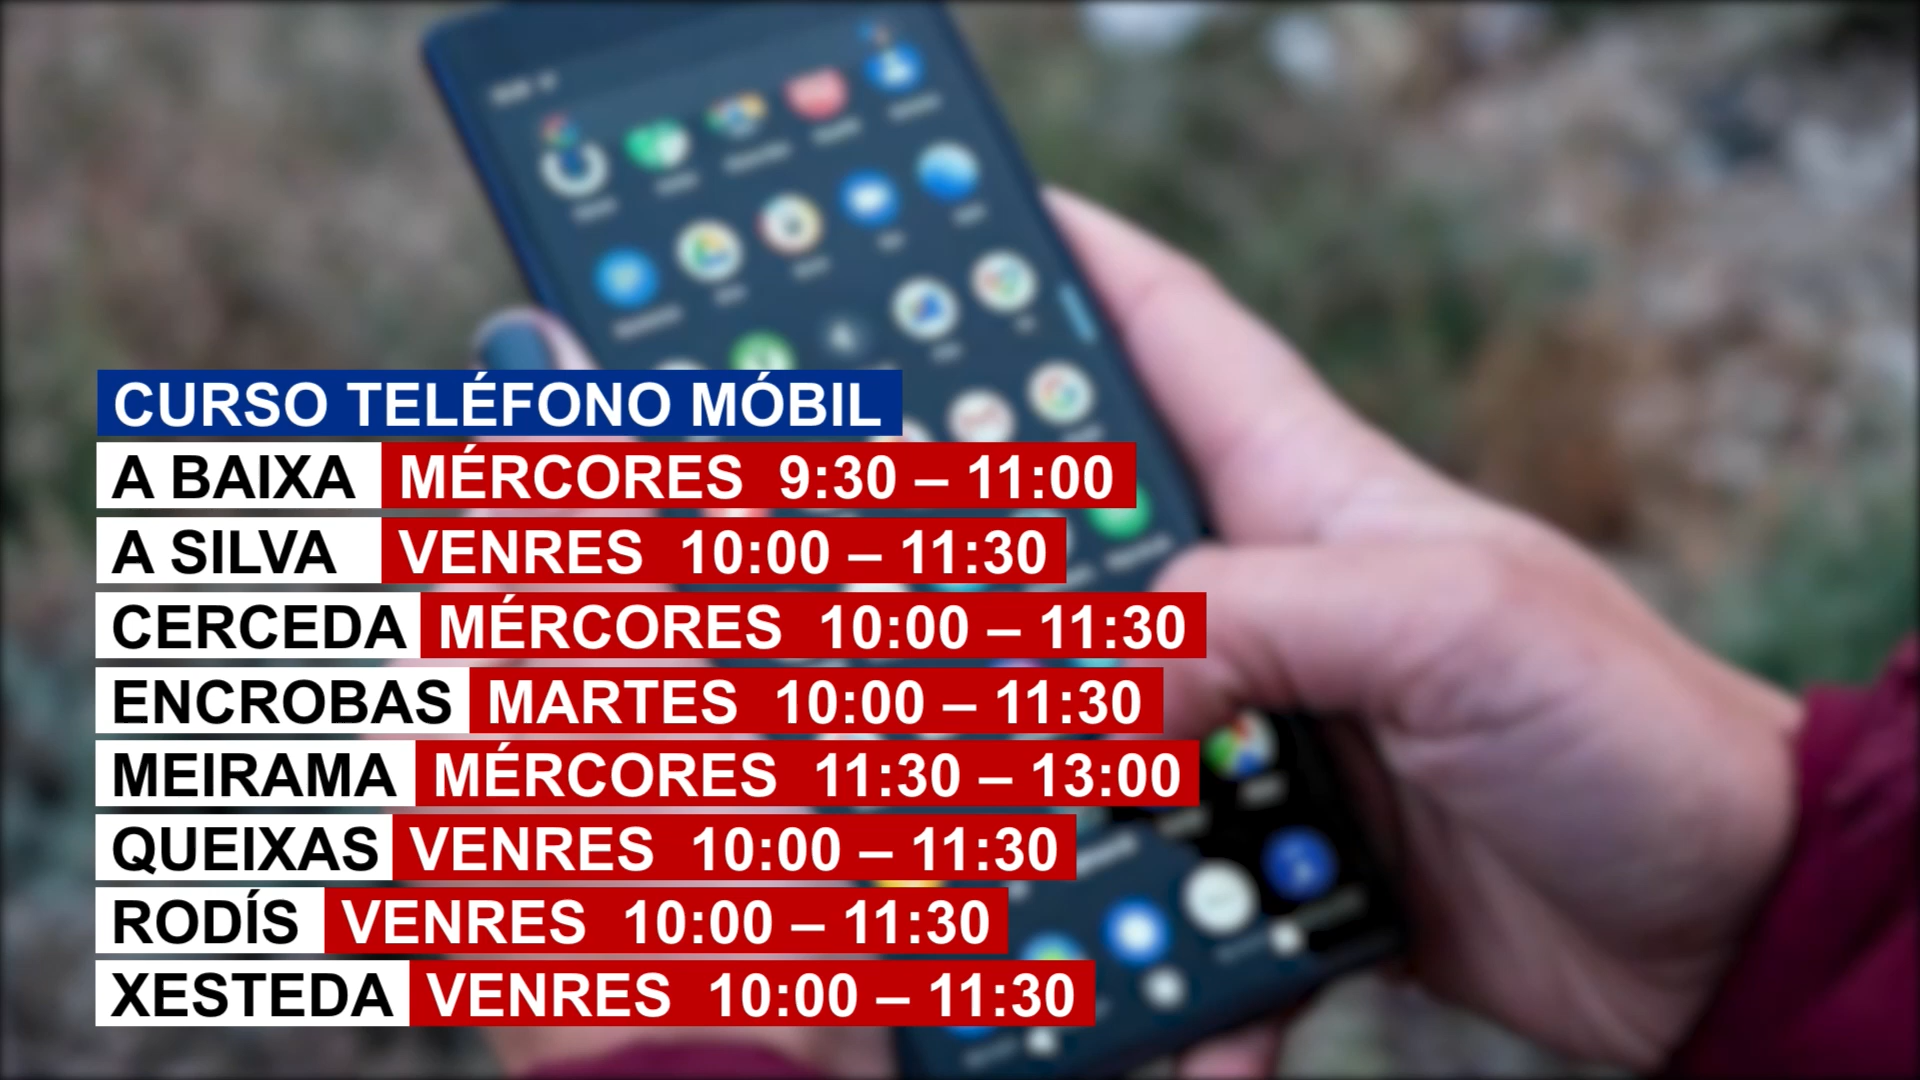 CURSO TELÉFONO MÓBIL
A BAIXA MÉRCORES 9:30 – 11:00
A SILVA VENRES 10:00 – 11:30
CERCEDA MÉRCORES 10:00 – 11:30
ENCROBAS MARTES 10:00 – 11:30
MEIRAMA MÉRCORES 11:30 – 13:00
QUEIXAS VENRES 10:00 – 11:30
RODÍS VENRES 10:00 – 11:30
XESTEDA VENRES 10:00 – 11:30